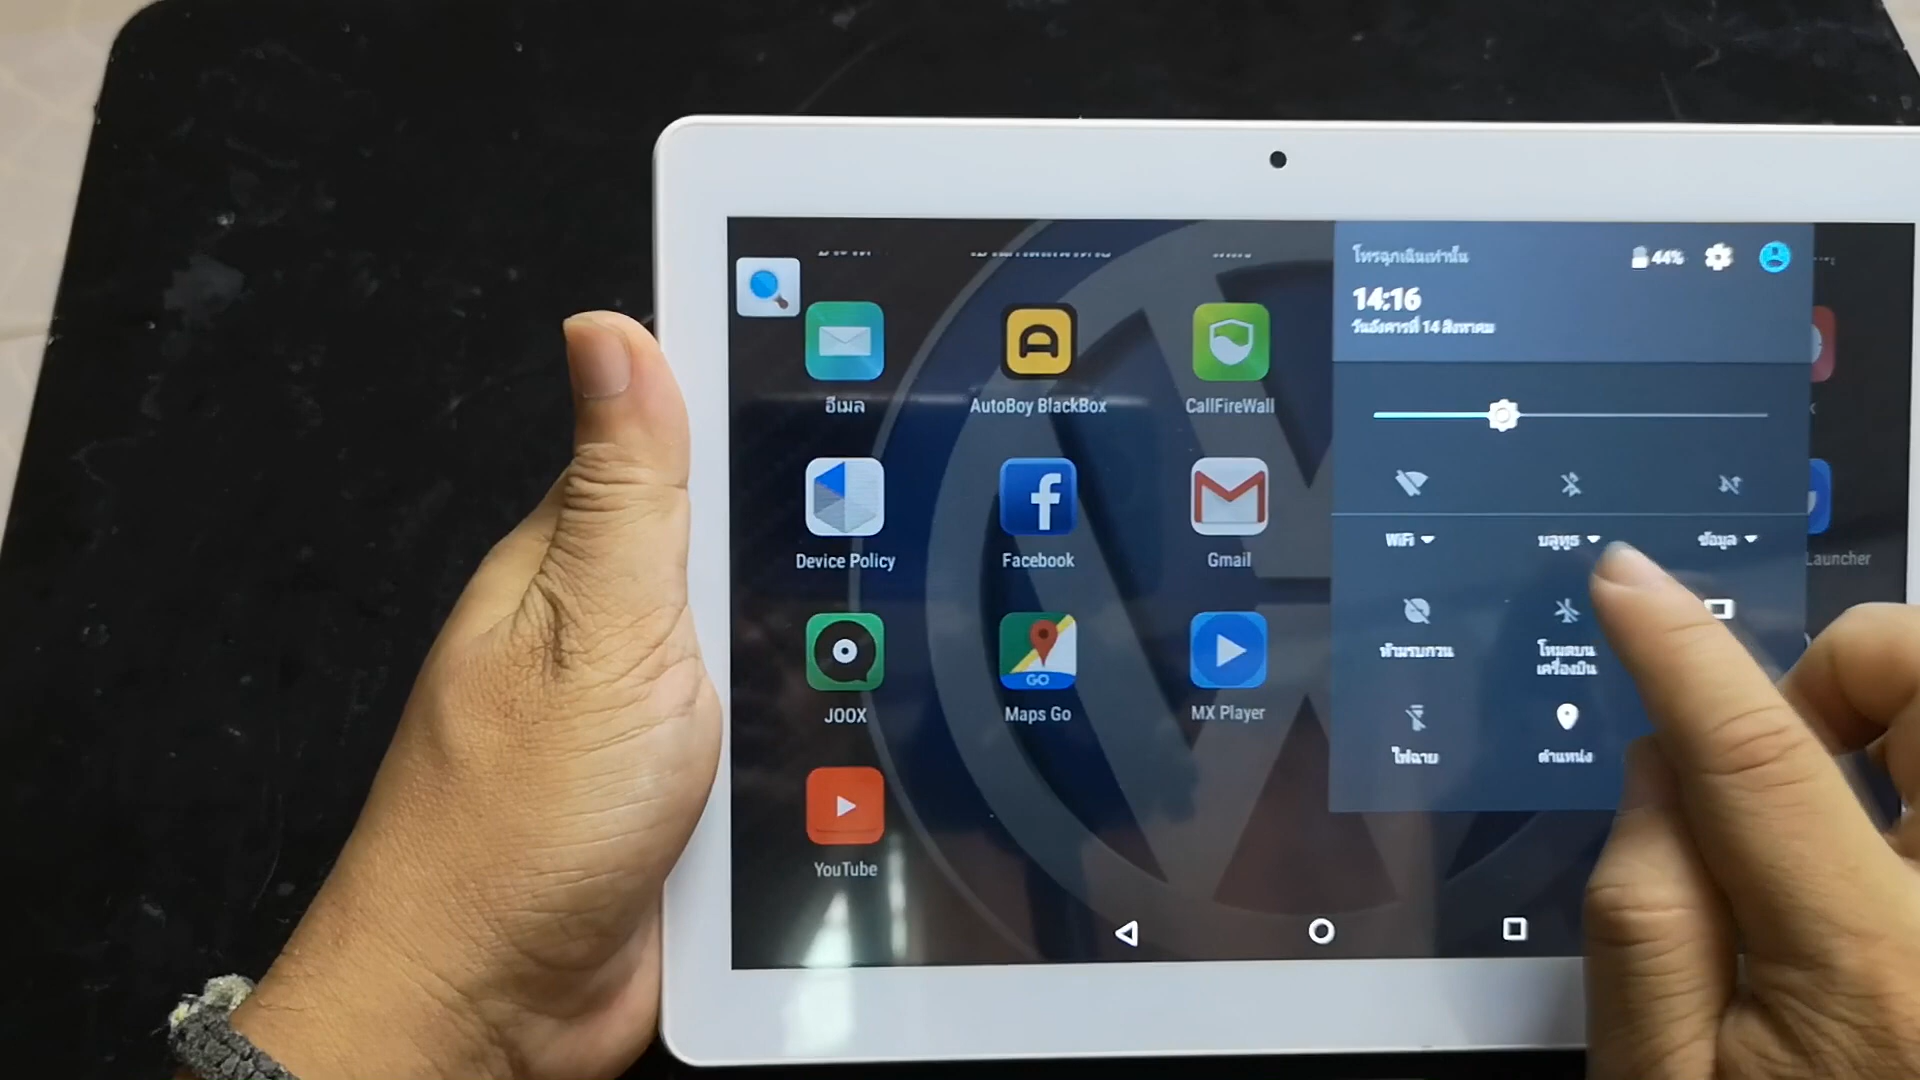 โทรฉุกเฉินเท่านั้น
44%
14:16
วันอังคารที่ 14 สิงหาคม
อีเมล
AutoBoy BlackBox
CallFireWall
WiFi
บลูทูธ
ข้อมูล
Device Policy
Facebook
Gmail
Launcher
ห้ามรบกวน
โหมดบน
เครื่องบิน
GO
JOOX
Maps Go
MX Player
ไฟฉาย
ตำแหน่ง
YouTube